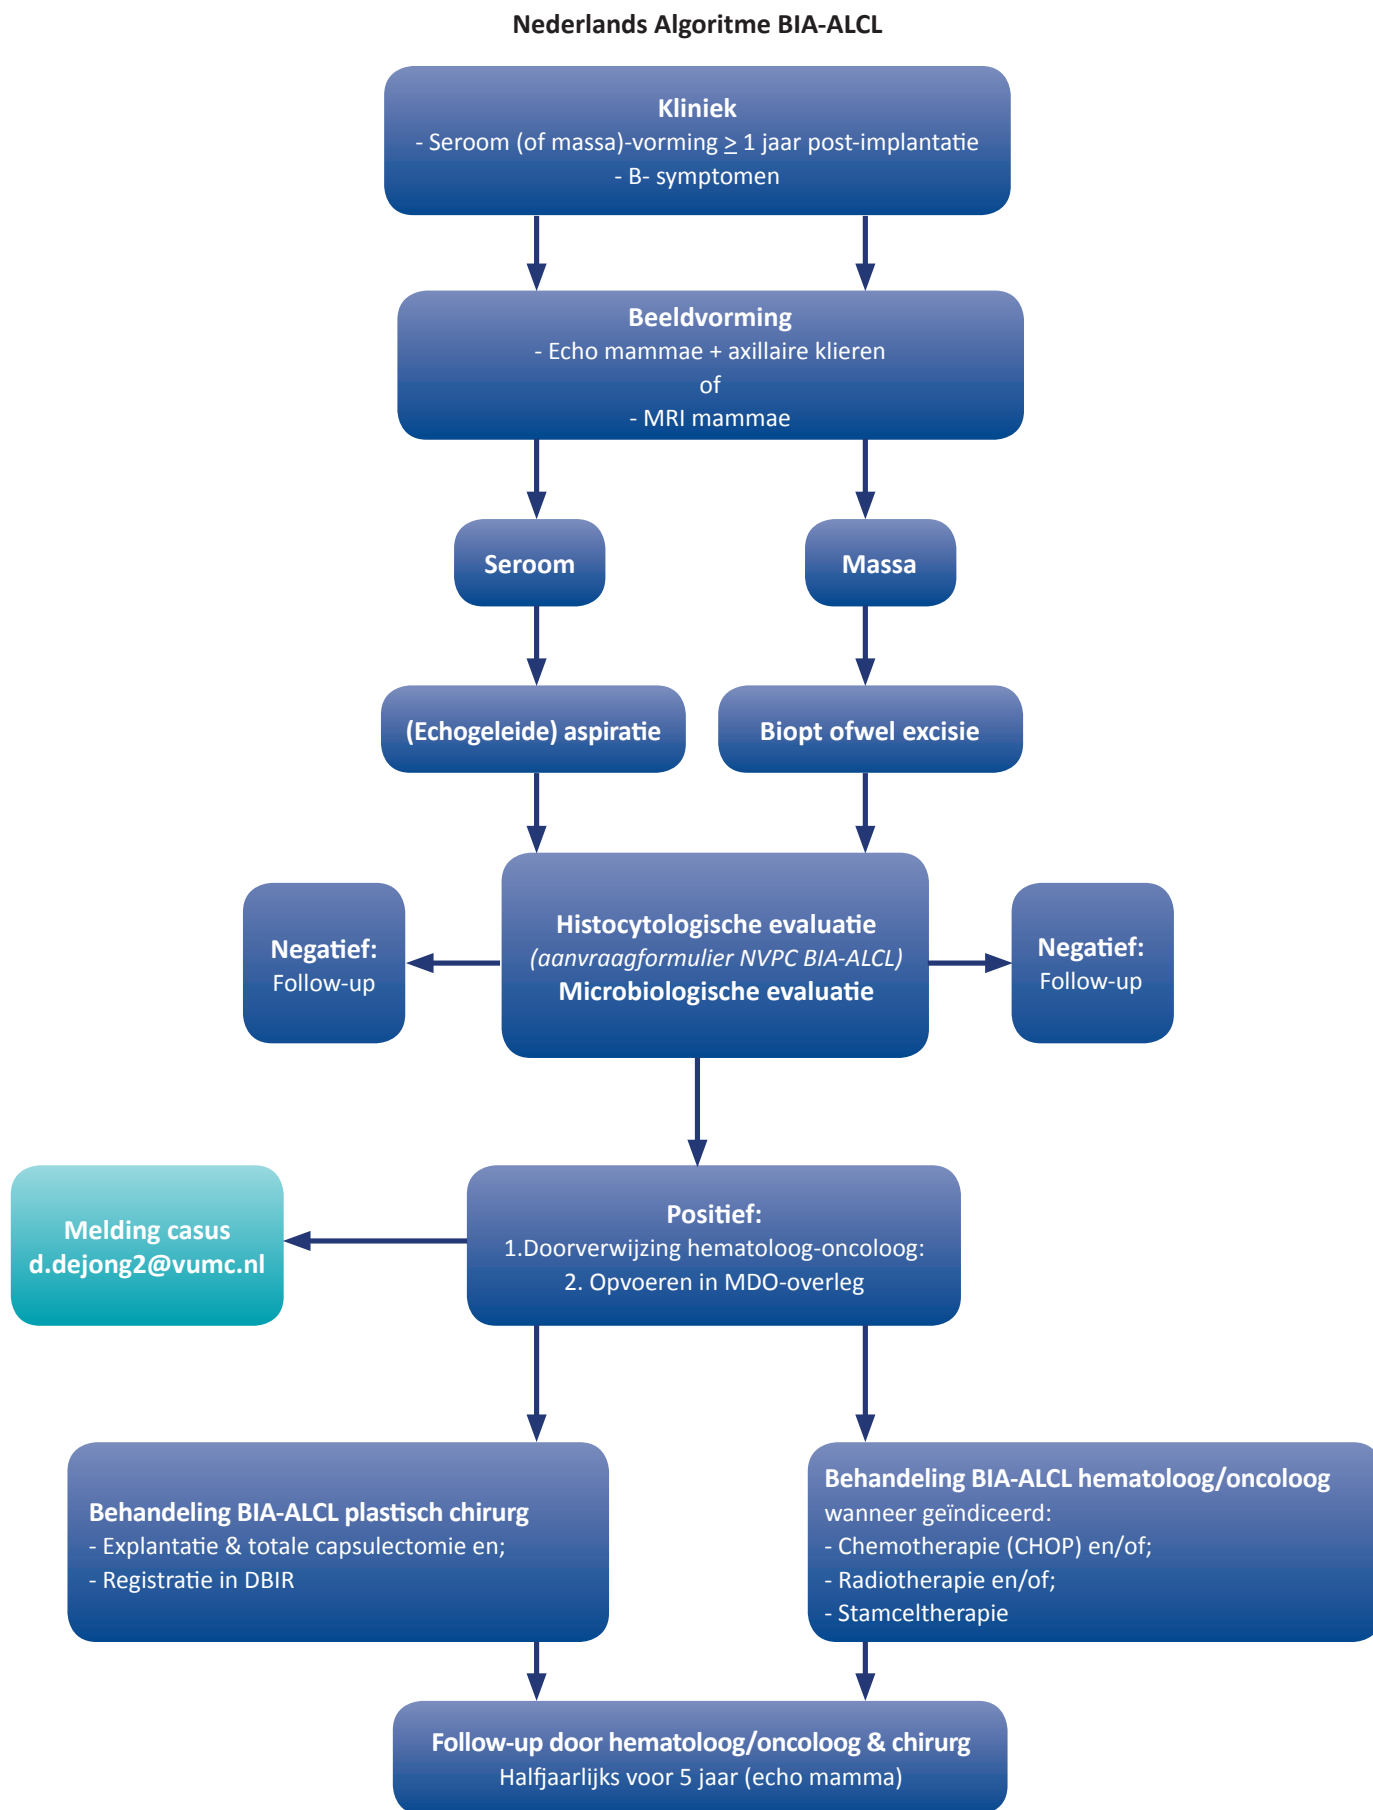 Nederlands Algoritme BIA-ALCL
Kliniek
- Seroom (of massa)-vorming ≥ 1 jaar post-implantatie
- B- symptomen
Beeldvorming
- Echo mammae + axillaire klieren
of
- MRI mammae
Seroom
Massa
(Echogeleide) aspiratie
Biopt ofwel excisie
Negatief:
Follow-up
Histocytologische evaluatie
(aanvraagformulier NVPC BIA-ALCL)
Microbiologische evaluatie
Negatief:
Follow-up
Melding casus
d.dejong2@vumc.nl
Positief:
1.Doorverwijzing hematoloog-oncoloog:
2. Opvoeren in MDO-overleg
Behandeling BIA-ALCL plastisch chirurg
- Explantatie & totale capsulectomie en;
- Registratie in DBIR
Behandeling BIA-ALCL hematoloog/oncoloog
wanneer geïndiceerd:
- Chemotherapie (CHOP) en/of;
- Radiotherapie en/of;
- Stamceltherapie
Follow-up door hematoloog/oncoloog & chirurg
Halfjaarlijks voor 5 jaar (echo mamma)